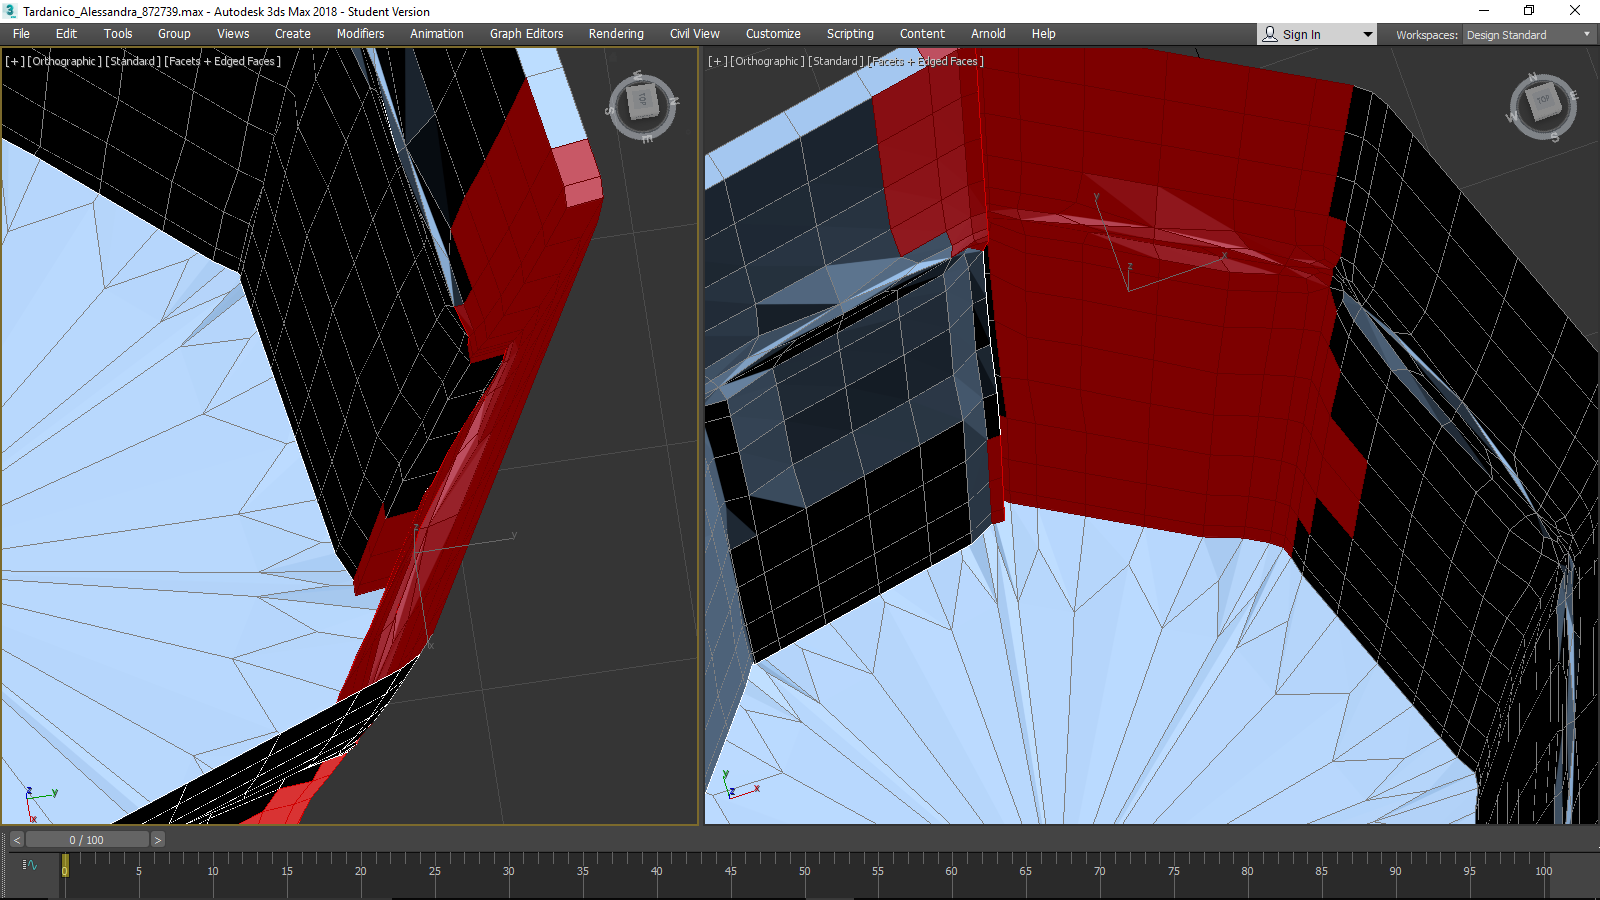 Tardanico_Alessandra_872739.max - Autodesk 3ds Max 2018 - Student Version
File Edit Tools Group Views Create Modifiers Animation Graph Editors Rendering Civil View Customize Scripting Content Arnold Help
Sign In
Workspaces: Design Standard
[+] [Orthographic] [Standard] [Facets + Edged Faces]
[+] [Orthographic] [Standard] [Facets + Edged Faces]
W N S E
TOP
N E W S
TOP
y
z x
z
y
x
z y
x
y
z x
< 0 / 100 >
0 5 10 15 20 25 30 35 40 45 50 55 60 65 70 75 80 85 90 95 100